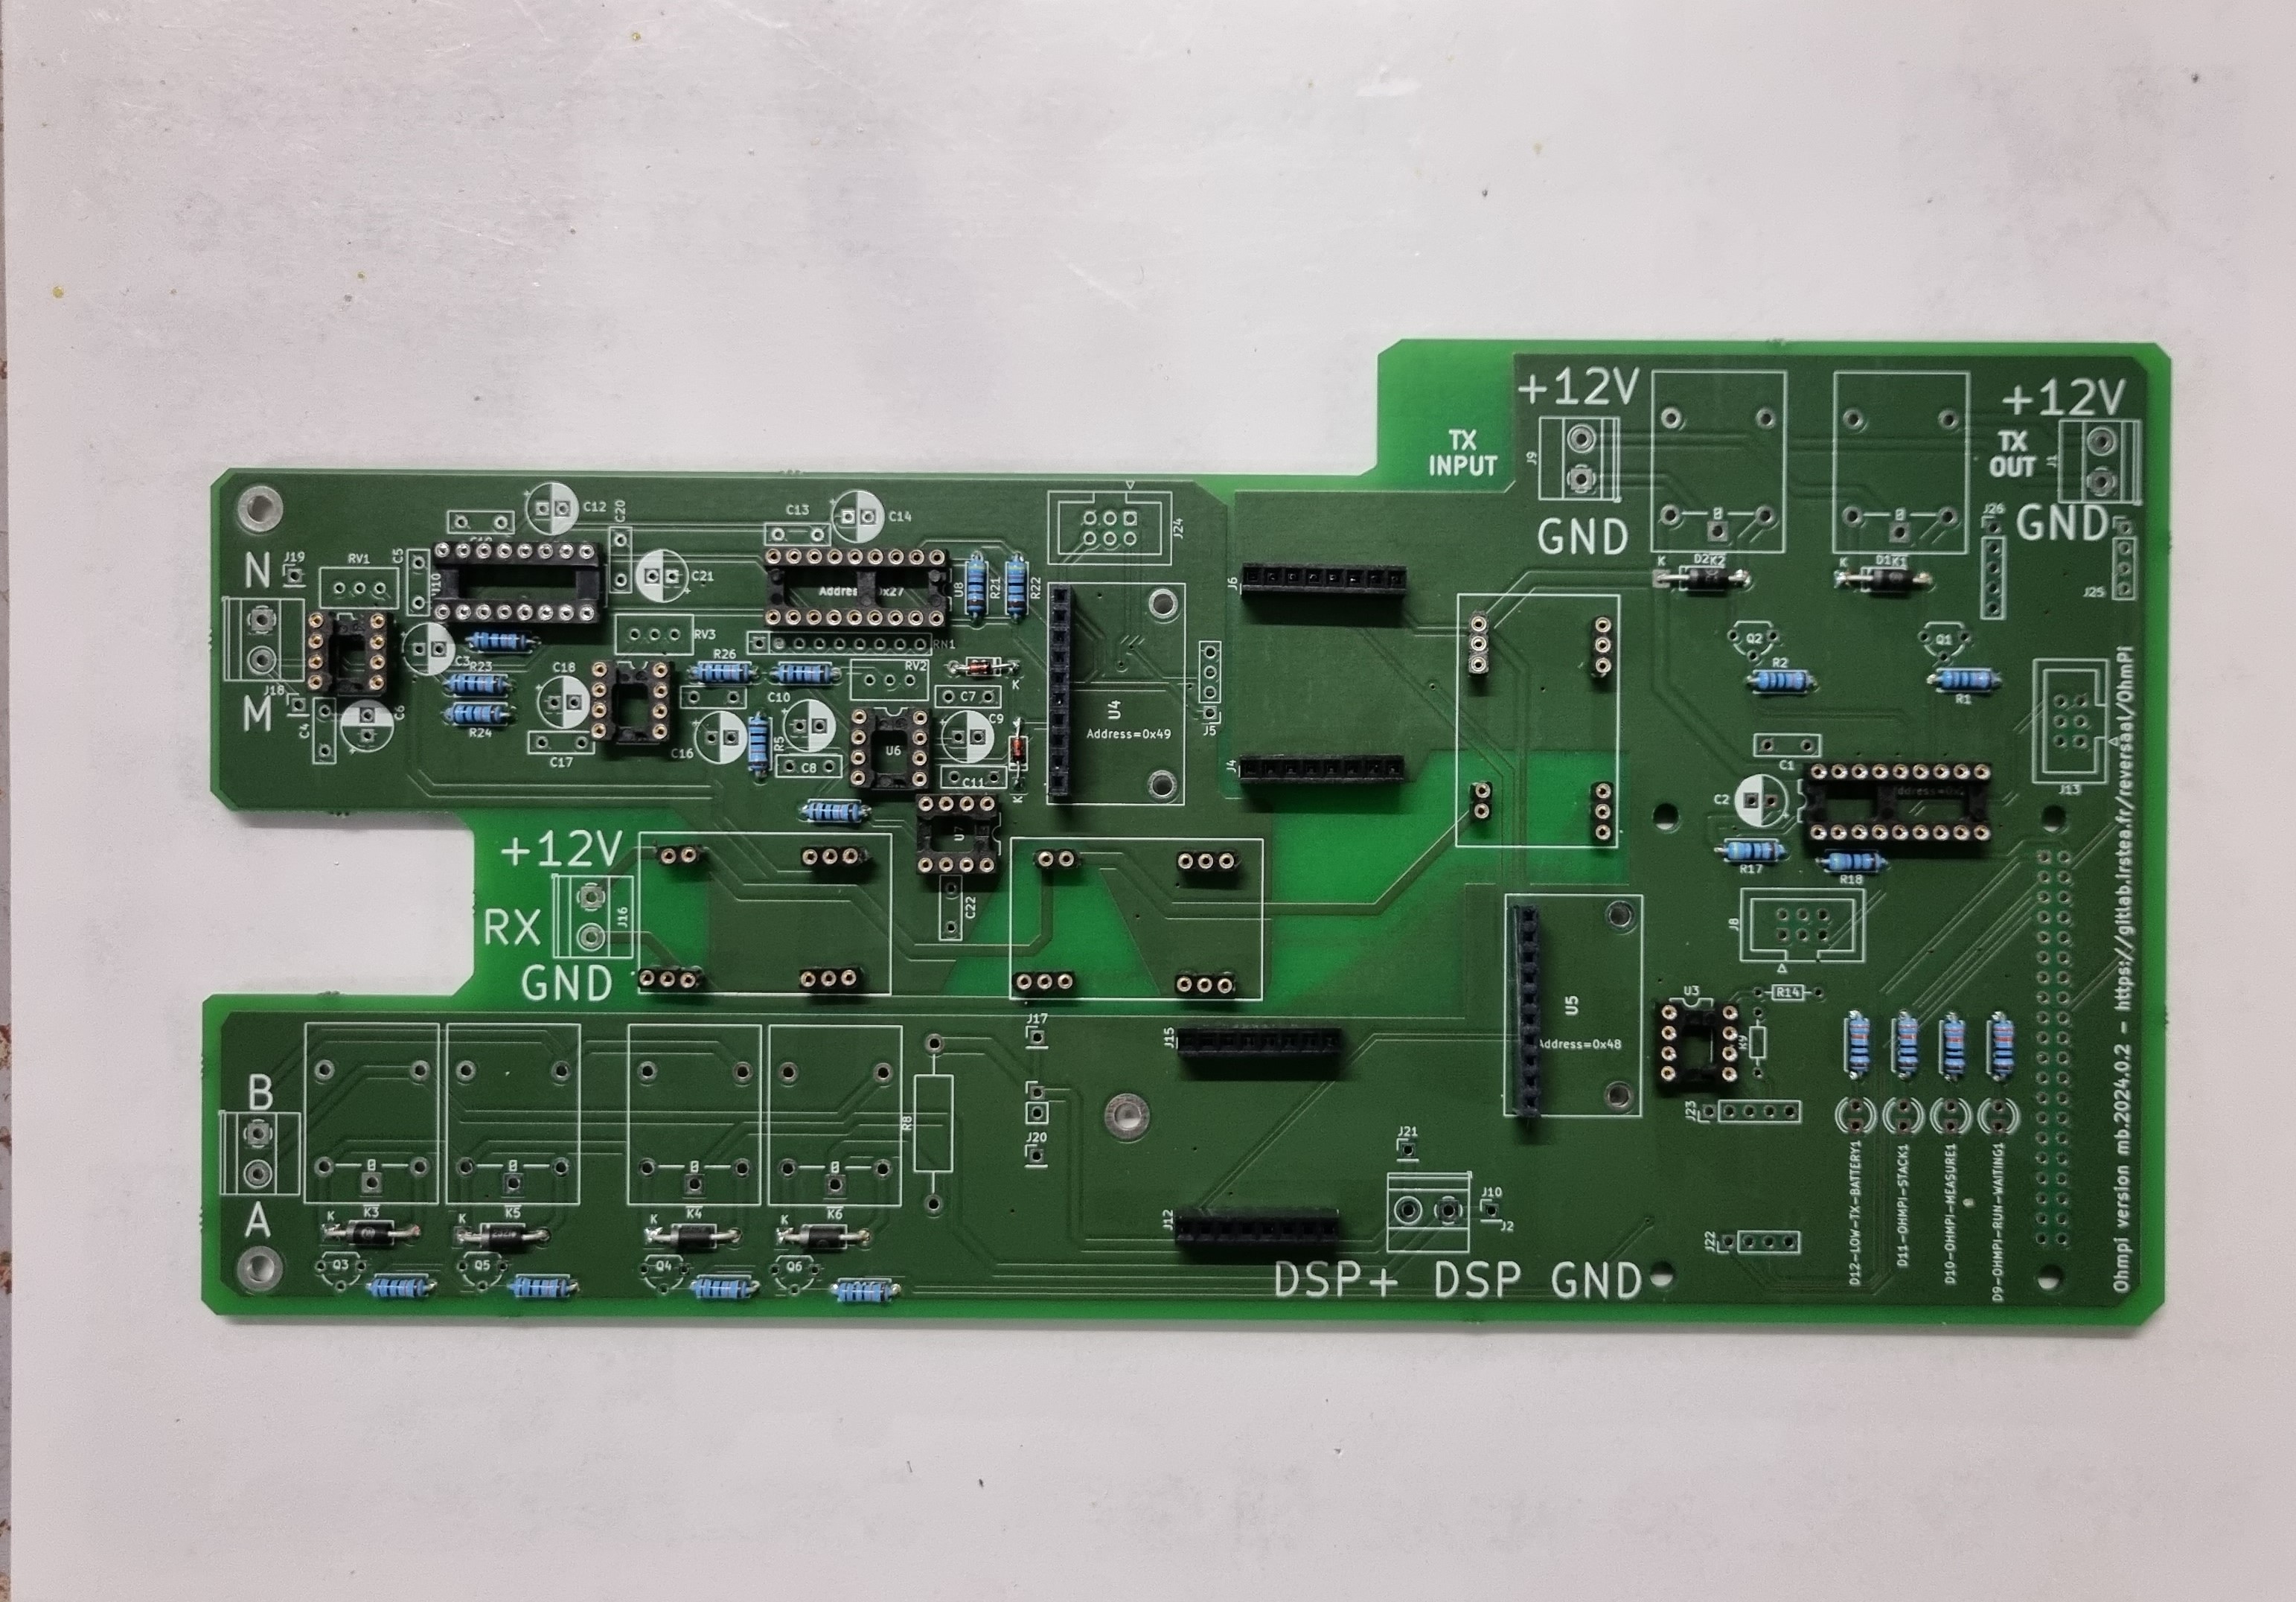 +12V
+12V
TX
INPUT
J9
TX
OUT
J1
GND
GND
J26
J25
D2
K2
K
D1
K1
K
Q2
Q1
R2
R1
J13
C1
C2
R17
R18
J8
N
J19
RV1
C5
C12
C20
C13
C14
J24
J6
U10
C21
Address=0x27
U8
R21
R22
J18
M
C3
R23
RV3
RN1
R26
RV2
K
C18
C10
C7
C4
C6
R24
C17
C16
R5
C8
U6
C9
C11
K
U4
Address=0x49
J5
J4
U7
C22
+12V
RX
J16
GND
J17
J15
U5
Address=0x48
U3
R14
R9
J23
B
A
R8
J20
J21
J10
J2
J12
K3
K5
K4
K6
K
K
K
K
Q3
Q5
Q4
Q6
DSP+ DSP GND
J22
D12-LOW-TX-BATTERY1
D11-OHMPI-STACK1
D10-OHMPI-MEASURE1
D9-OHMPI-RUN-WAITING1
Ohmpi version mb.2024.0.2 - https://gitlab.irstea.fr/reversaal/OhmPi